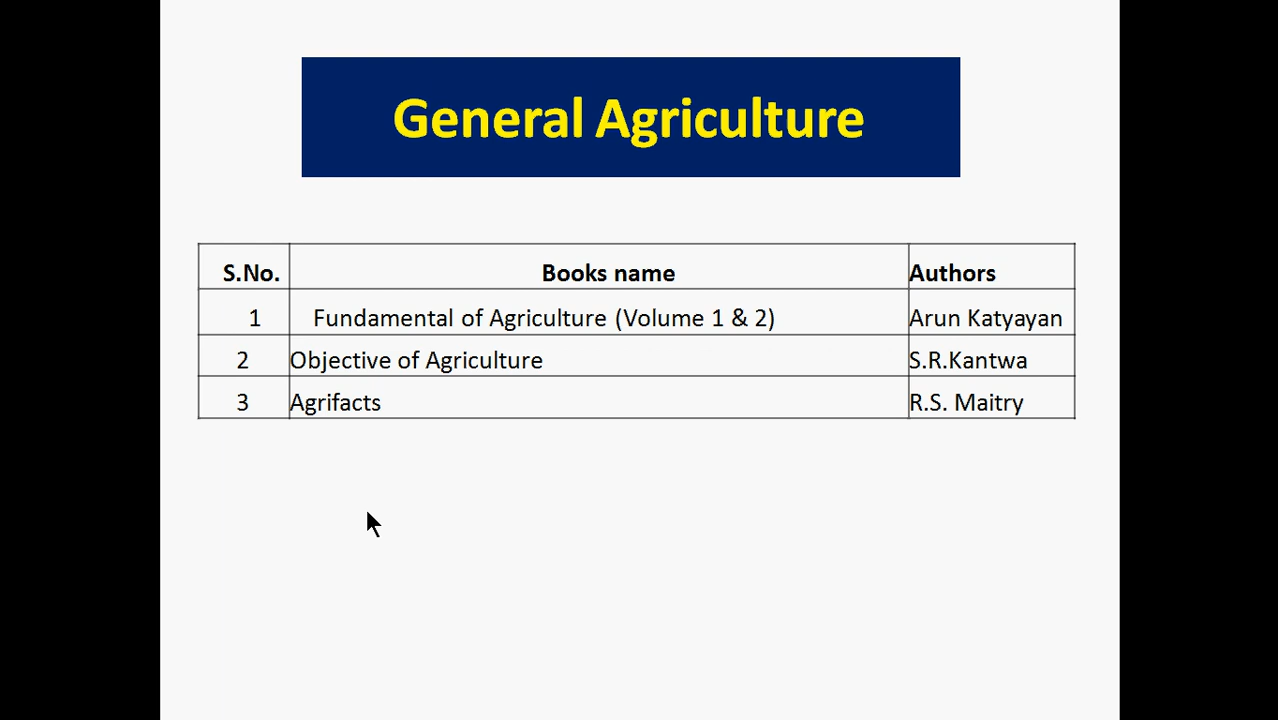 General Agriculture
S.No. Books name Authors
1 Fundamental of Agriculture (Volume 1 & 2) Arun Katyayan
2 Objective of Agriculture S.R.Kantwa
3 Agrifacts R.S. Maitry